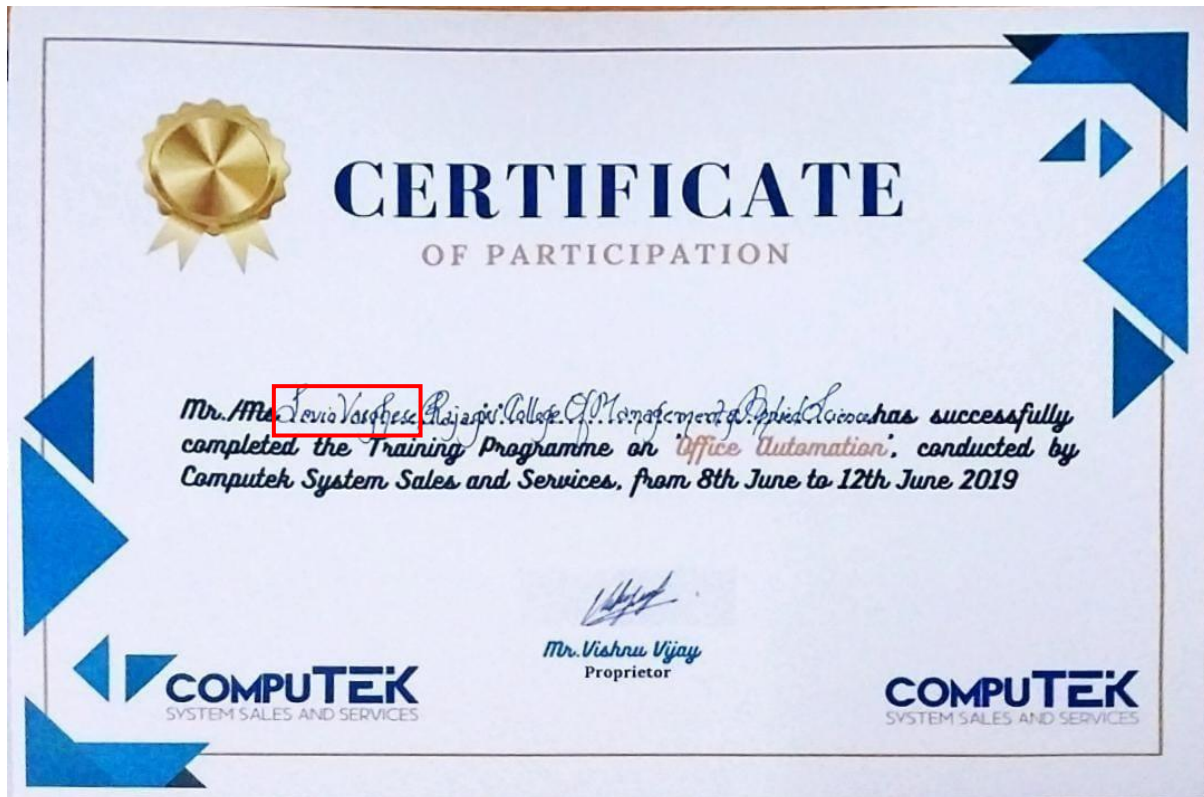 CERTIFICATE
OF PARTICIPATION
Mr./Ms Varghese Rajagiri College Of Management & Applied Science has successfully
completed the Training Programme on 'Office Automation', conducted by
Computek System Sales and Services, from 8th June to 12th June 2019
Mr.Vishnu Vijay
Proprietor
COMPUTEK
SYSTEM SALES AND SERVICES
COMPUTEK
SYSTEM SALES AND SERVICES